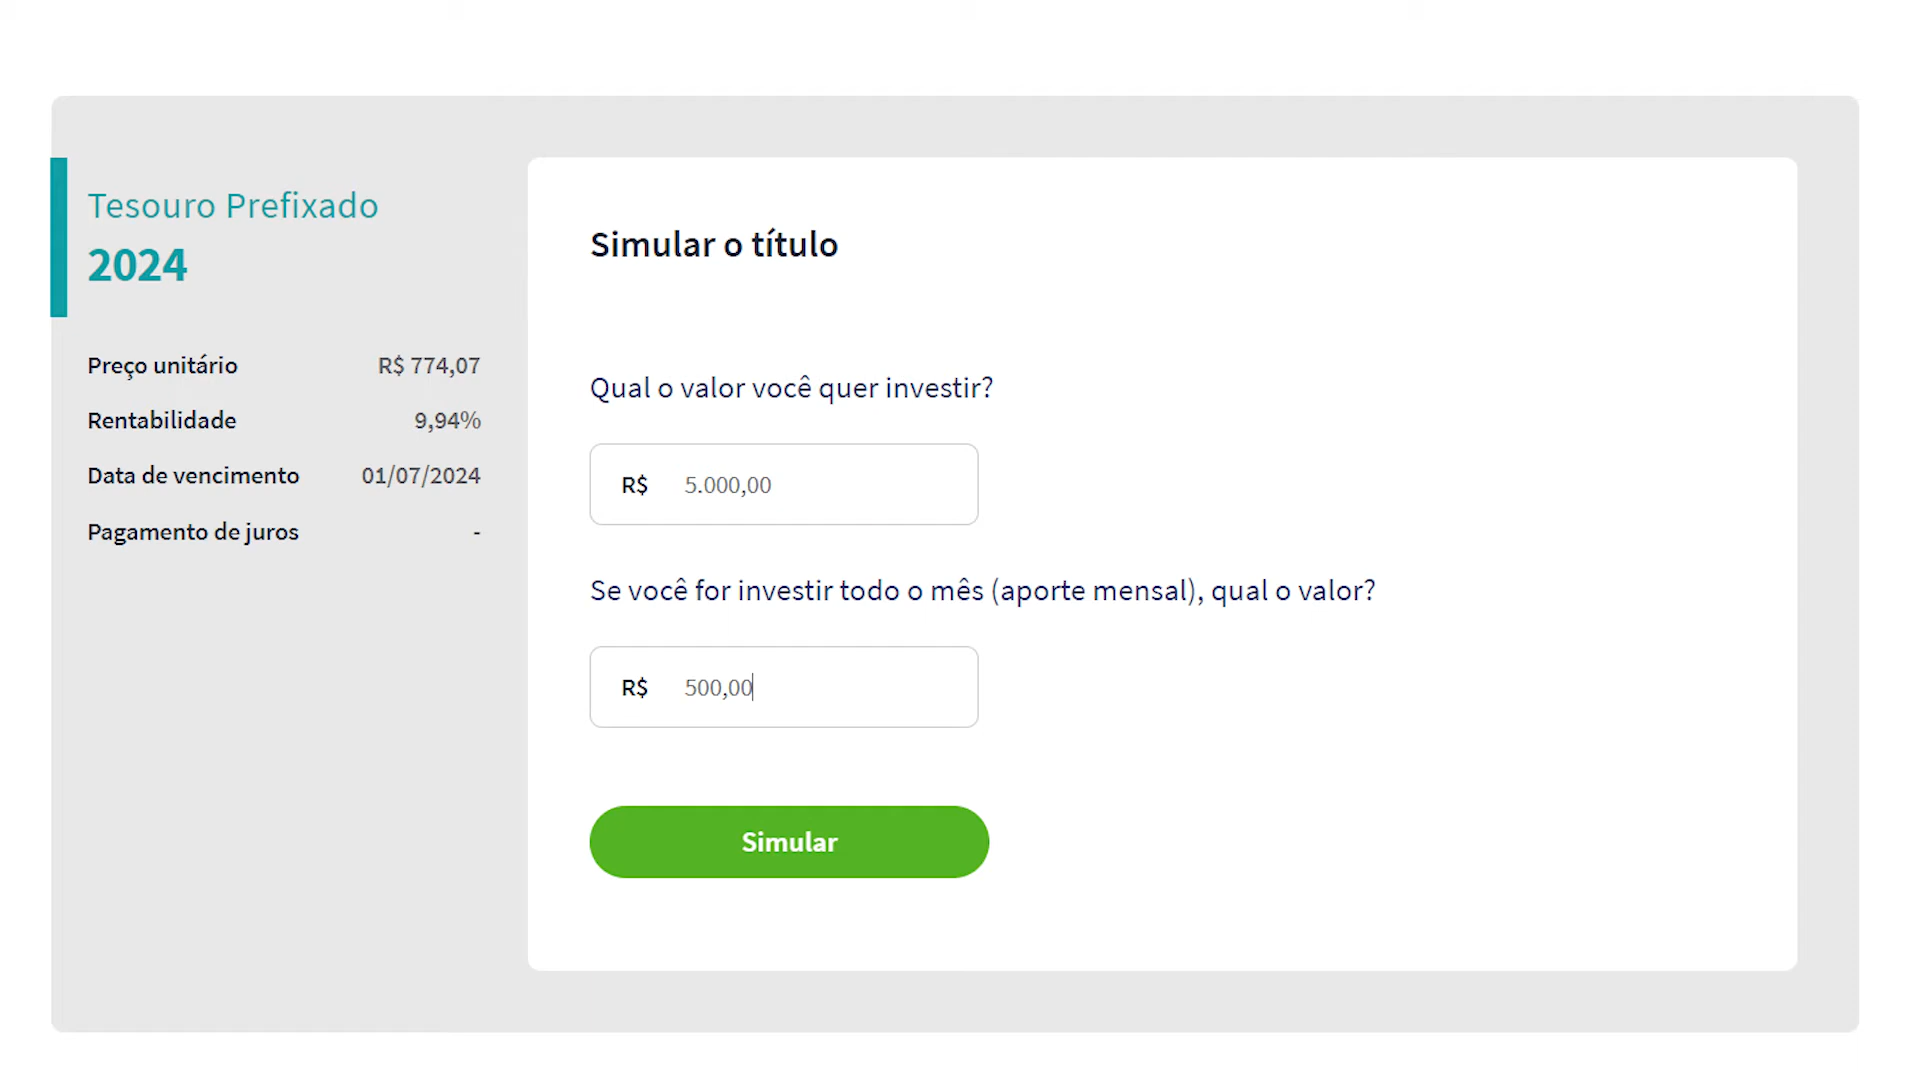 Tesouro Prefixado
2024
Preço unitário R$ 774,07
Rentabilidade 9,94%
Data de vencimento 01/07/2024
Pagamento de juros -
Simular o título
Qual o valor você quer investir?
R$ 5.000,00
Se você for investir todo o mês (aporte mensal), qual o valor?
R$ 500,00
Simular